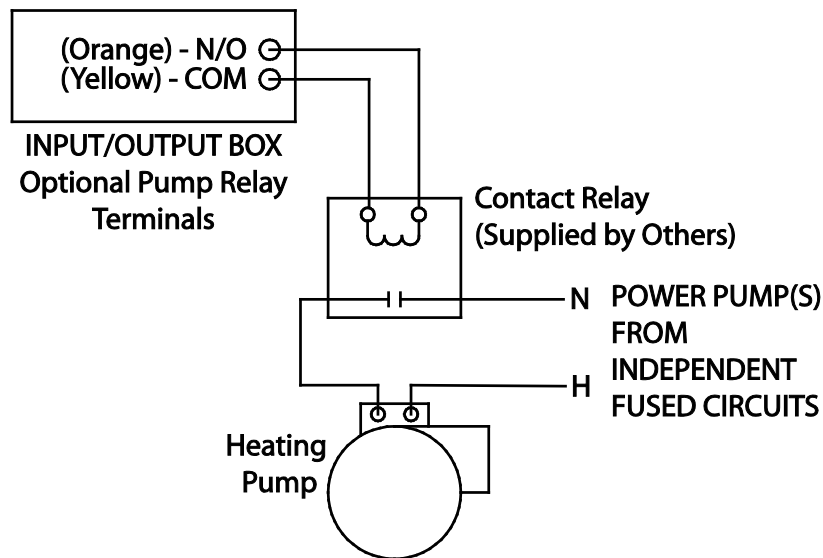 (Orange) - N/O
(Yellow) - COM
INPUT/OUTPUT BOX
Optional Pump Relay
Terminals
Contact Relay
(Supplied by Others)
N
POWER PUMP(S)
FROM
INDEPENDENT
FUSED CIRCUITS
H
Heating
Pump